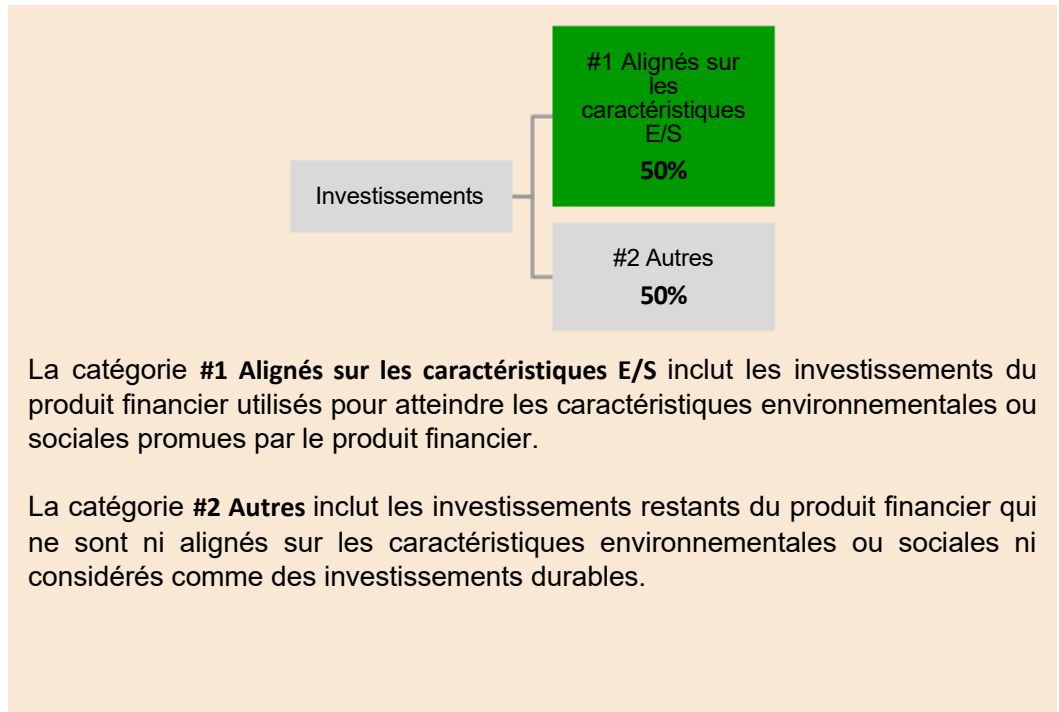 #1 Alignés sur
les
caractéristiques
E/S
50%
Investissements
#2 Autres
50%
La catégorie #1 Alignés sur les caractéristiques E/S inclut les investissements du
produit financier utilisés pour atteindre les caractéristiques environnementales ou
sociales promues par le produit financier.
La catégorie #2 Autres inclut les investissements restants du produit financier qui
ne sont ni alignés sur les caractéristiques environnementales ou sociales ni
considérés comme des investissements durables.